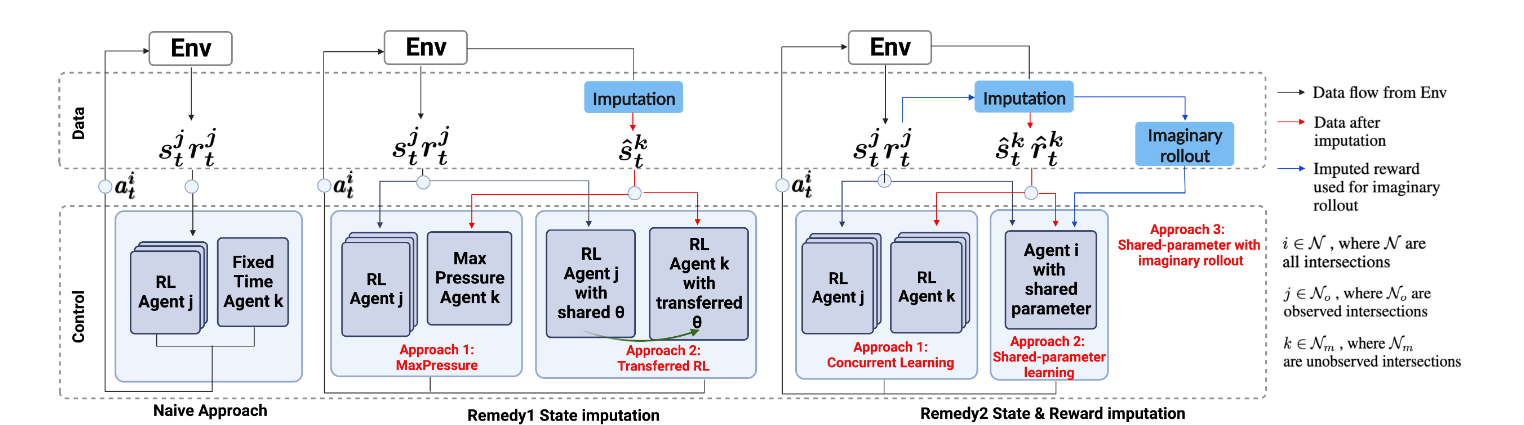 Env
Env
Env
Data
Imputation
Imputation
Imaginary
rollout
$s_t^j r_t^j$
$s_t^j r_t^j$
$\hat{s}_t^k$
$s_t^j r_t^j$
$\hat{s}_t^k \hat{r}_t^k$
$a_t^i$
$a_t^i$
$a_t^i$
Control
RL
Agent j
Fixed
Time
Agent k
Naive Approach
RL
Agent j
Max
Pressure
Agent k
Approach 1:
MaxPressure
RL
Agent j
with
shared θ
RL
Agent k
with
transferred
θ
Approach 2:
Transferred RL
Remedy1 State imputation
RL
Agent j
RL
Agent k
Approach 1:
Concurrent Learning
Agent i
with
shared
parameter
Approach 2:
Shared-parameter
learning
Approach 3:
Shared-parameter with
imaginary rollout
Remedy2 State & Reward imputation
Data flow from Env
Data after
imputation
Imputed reward
used for imaginary
rollout
$i \in \mathcal{N}$ , where $\mathcal{N}$ are
all intersections
$j \in \mathcal{N}_o$ , where $\mathcal{N}_o$ are
observed intersections
$k \in \mathcal{N}_m$ , where $\mathcal{N}_m$
are unobserved intersections